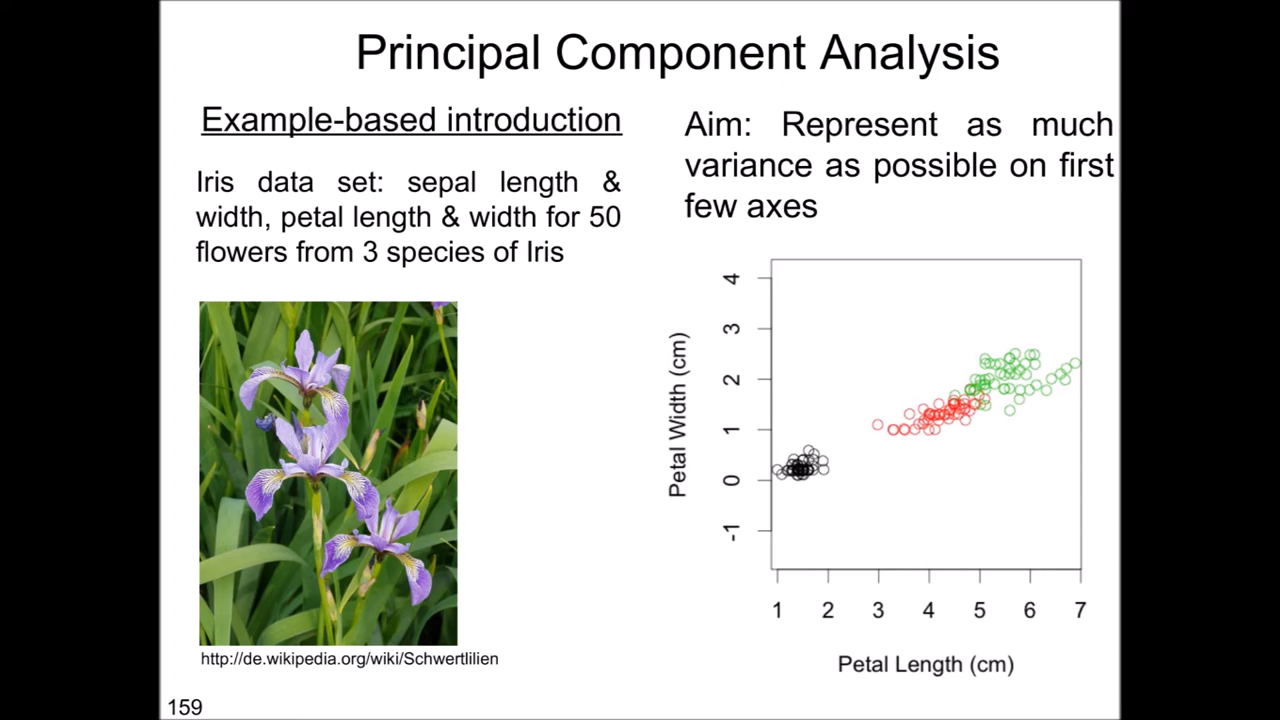 Principal Component Analysis
Example-based introduction
Iris data set: sepal length &
width, petal length & width for 50
flowers from 3 species of Iris
http://de.wikipedia.org/wiki/Schwertlilien
Aim: Represent as much
variance as possible on first
few axes
Petal Width (cm)
4
3
2
1
0
-1
1 2 3 4 5 6 7
Petal Length (cm)
159